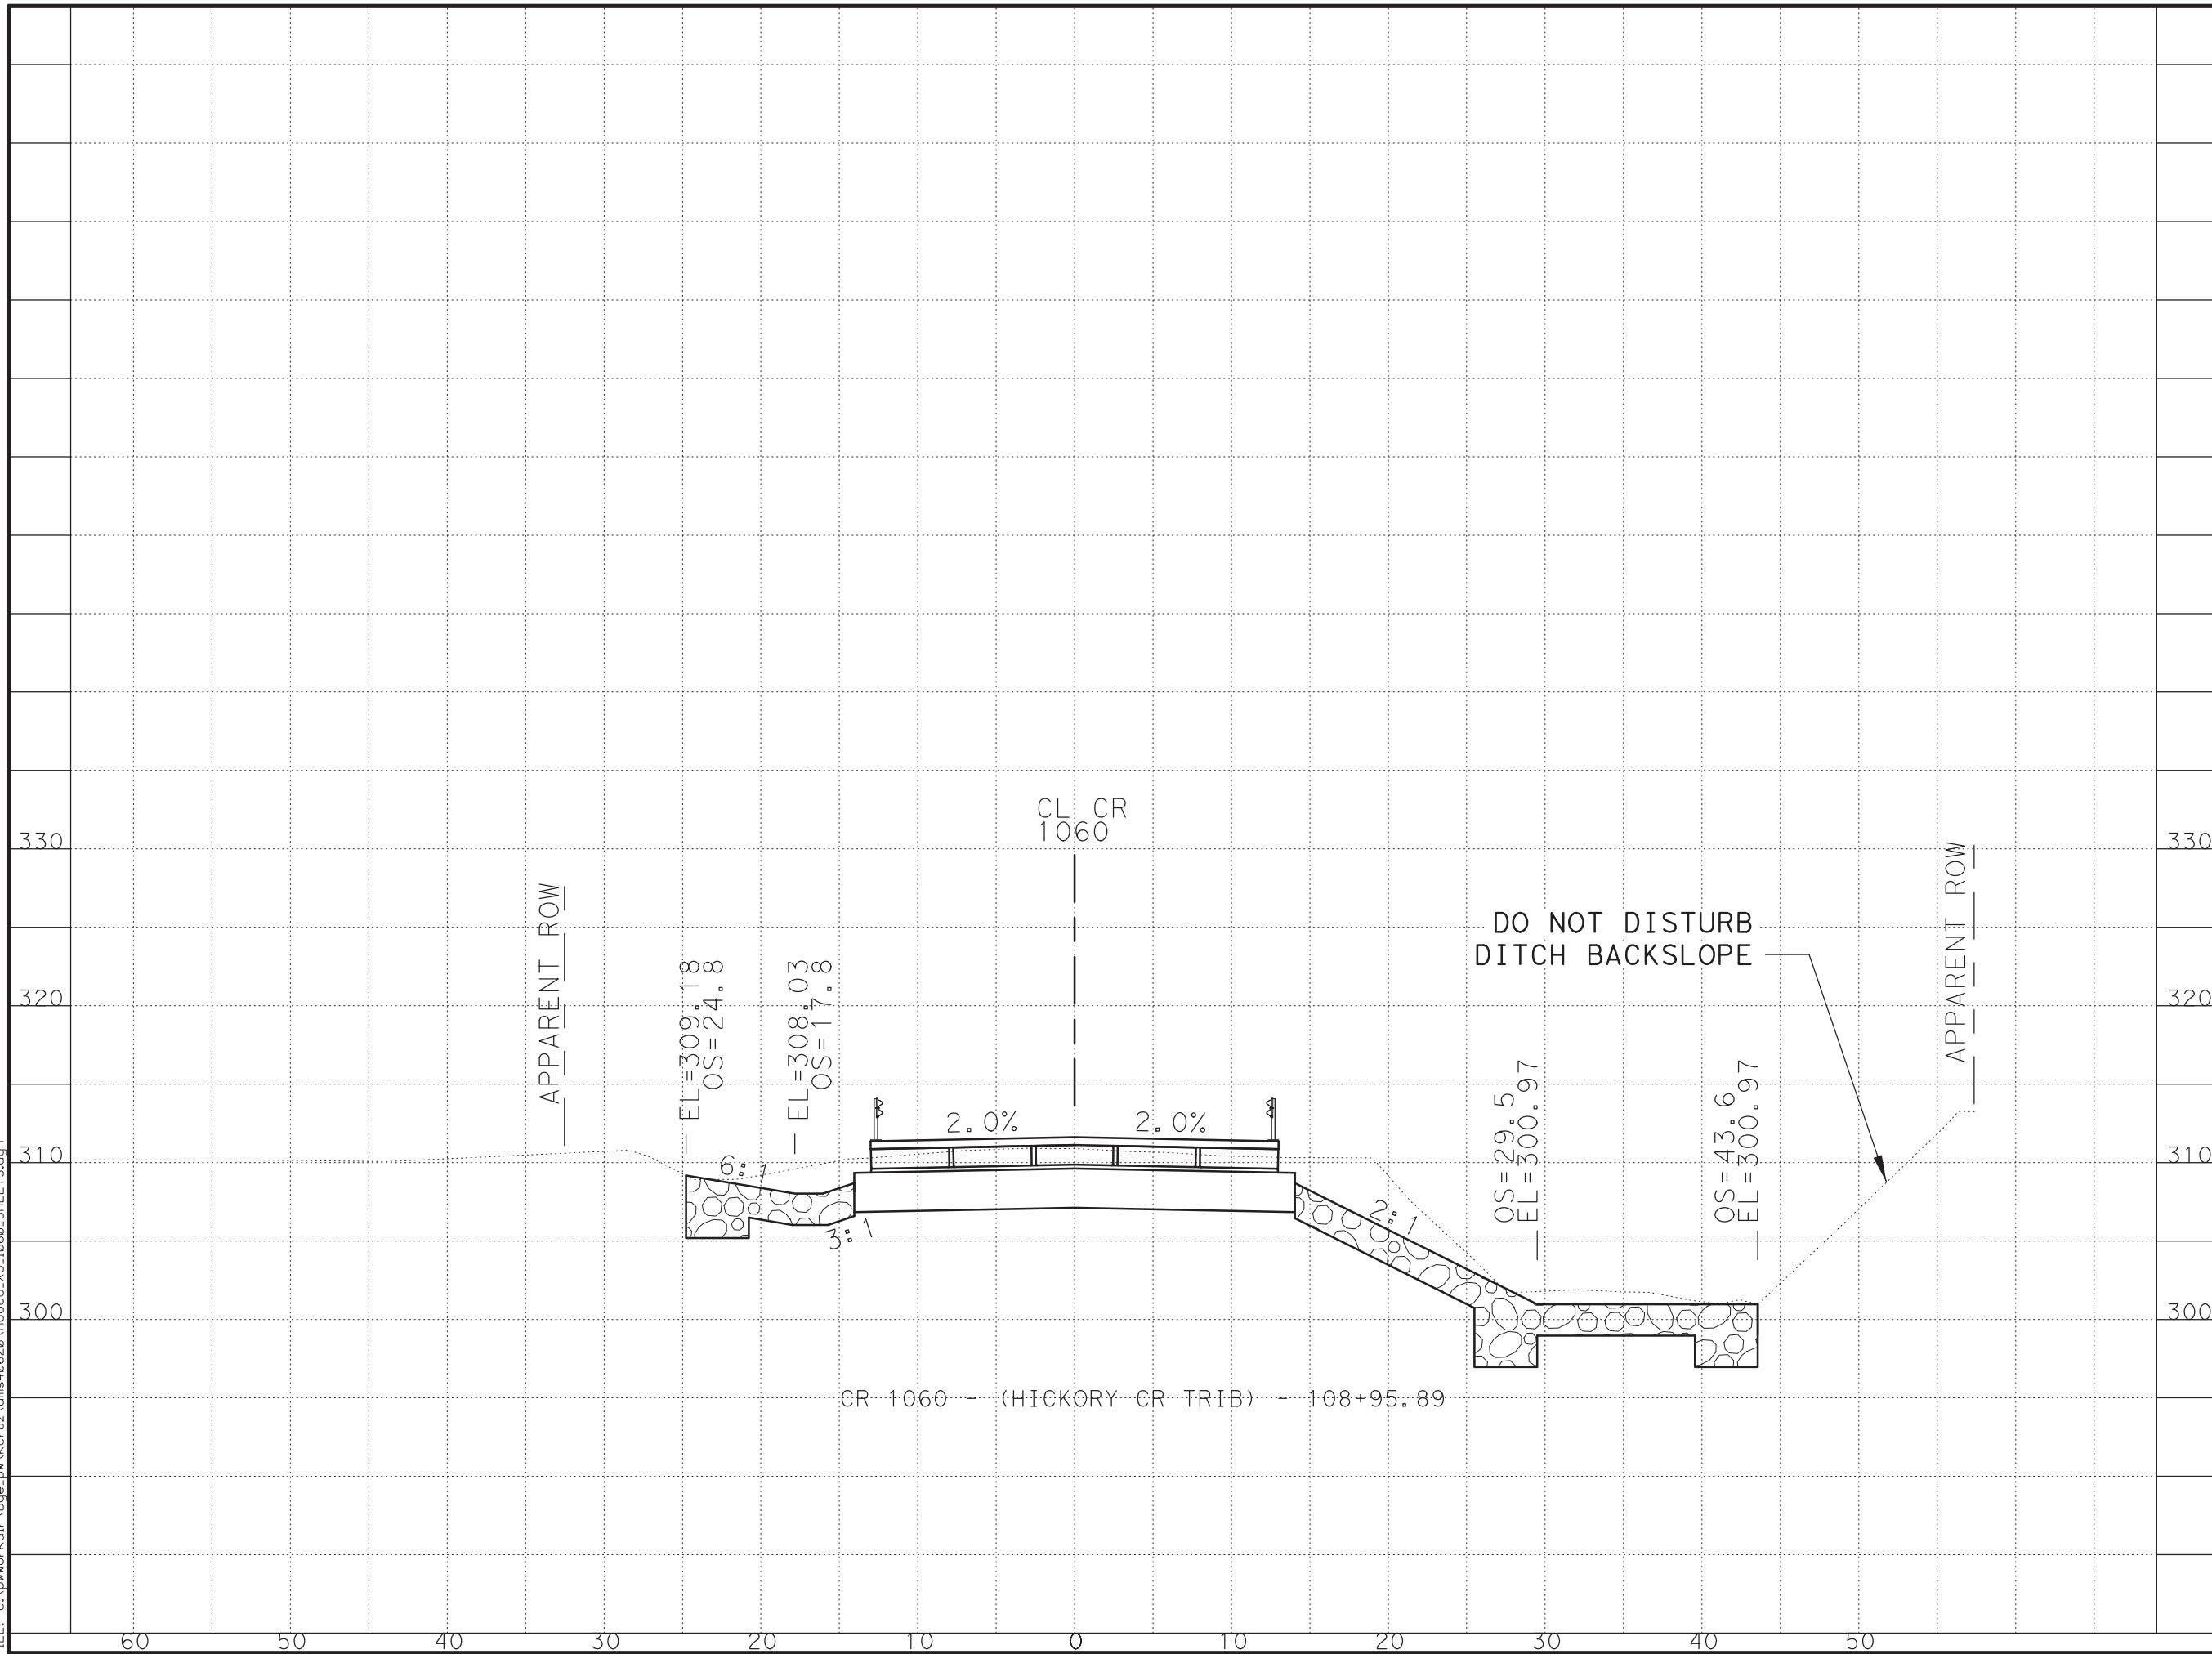 CL CR
1060
330
330
APPARENT ROW
APPARENT ROW
DO NOT DISTURB
DITCH BACKSLOPE
320
320
EL=309.18
OS=24.8
EL=308.03
OS=17.8
OS=29.5
EL=300.97
OS=43.6
EL=300.97
2.0%
2.0%
310
310
6:1
3:1
2:1
300
300
CR 1060 - (HICKORY CR TRIB) - 108+95.89
60 50 40 30 20 10 0 10 20 30 40 50